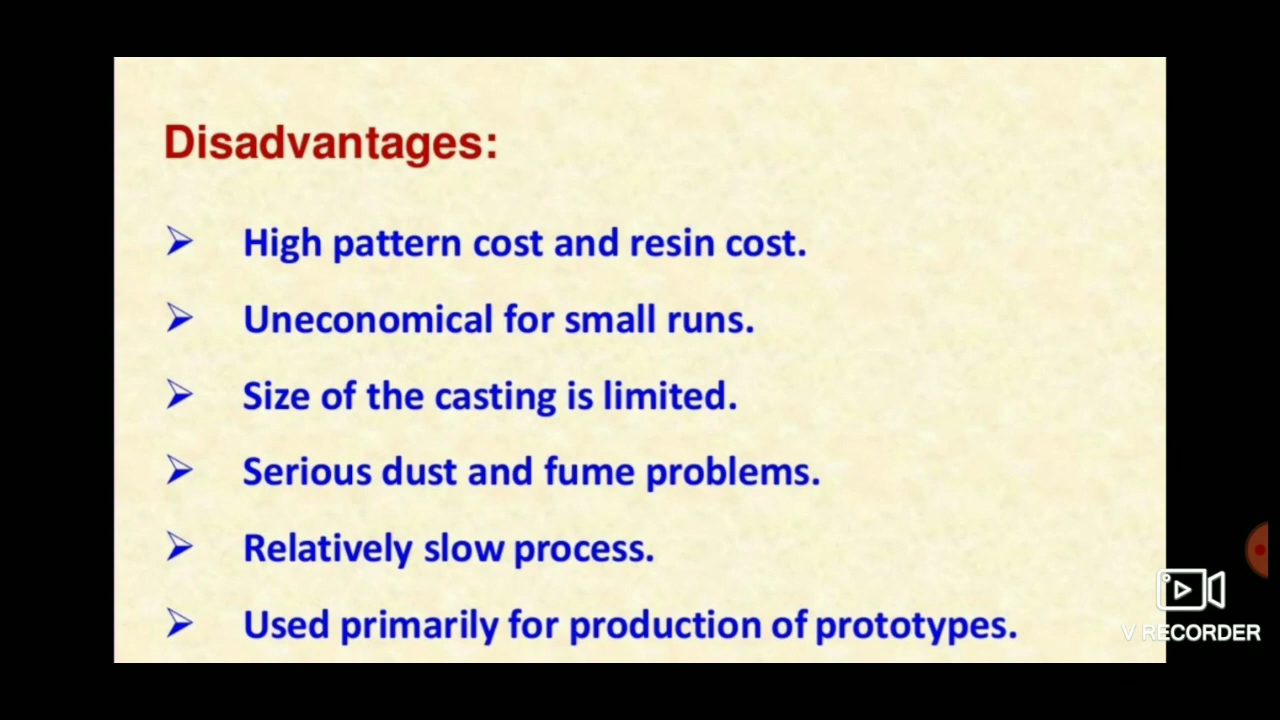 Disadvantages:
High pattern cost and resin cost.
Uneconomical for small runs.
Size of the casting is limited.
Serious dust and fume problems.
Relatively slow process.
Used primarily for production of prototypes.
V RECORDER